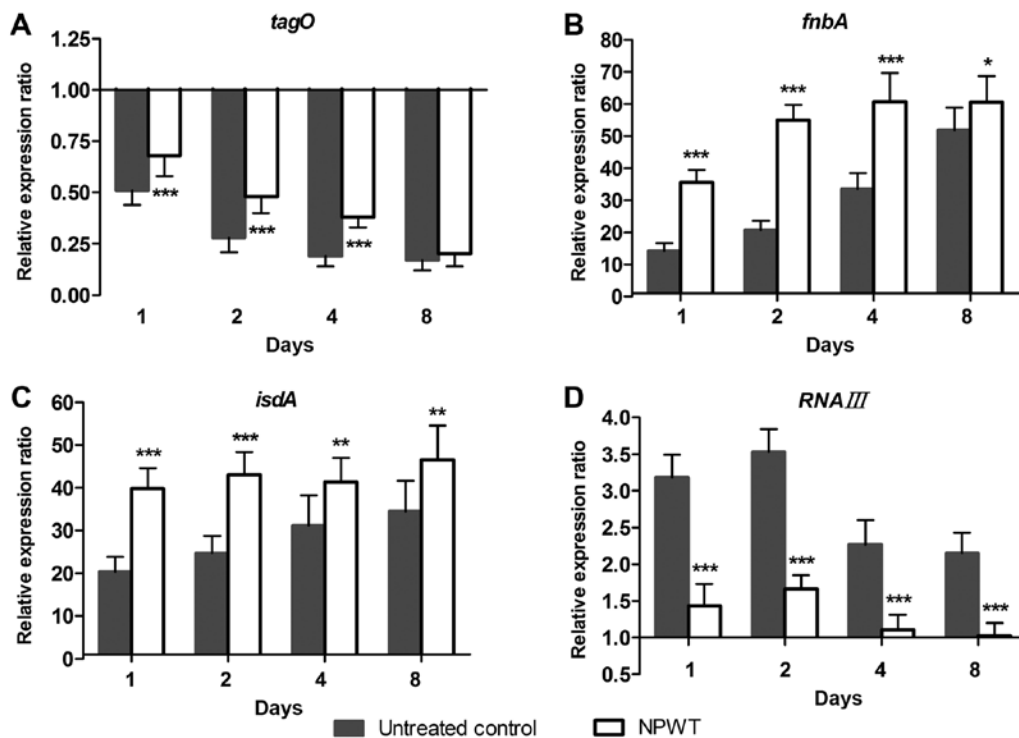 A
tagO
Relative expression ratio
1.25
1.00
0.75
0.50
0.25
0.00
***
***
***
1 2 4 8
Days
B
fnbA
Relative expression ratio
80
70
60
50
40
30
20
10
0
***
***
***
*
1 2 4 8
Days
C
isdA
Relative expression ratio
60
50
40
30
20
10
0
***
***
**
**
1 2 4 8
Days
D
RNAIII
Relative expression ratio
4.0
3.5
3.0
2.5
2.0
1.5
1.0
0.5
***
***
***
***
1 2 4 8
Days
Untreated control NPWT